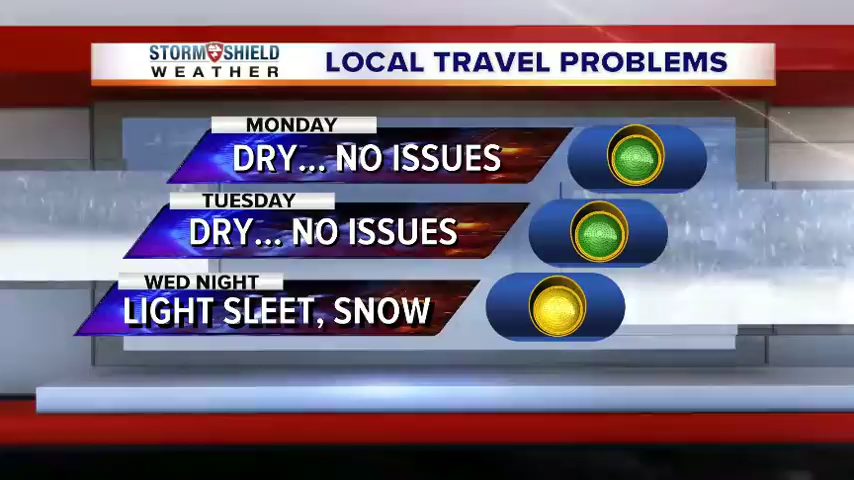 STORM SHIELD
WEATHER
LOCAL TRAVEL PROBLEMS
MONDAY
DRY... NO ISSUES
TUESDAY
DRY... NO ISSUES
WED NIGHT
LIGHT SLEET, SNOW